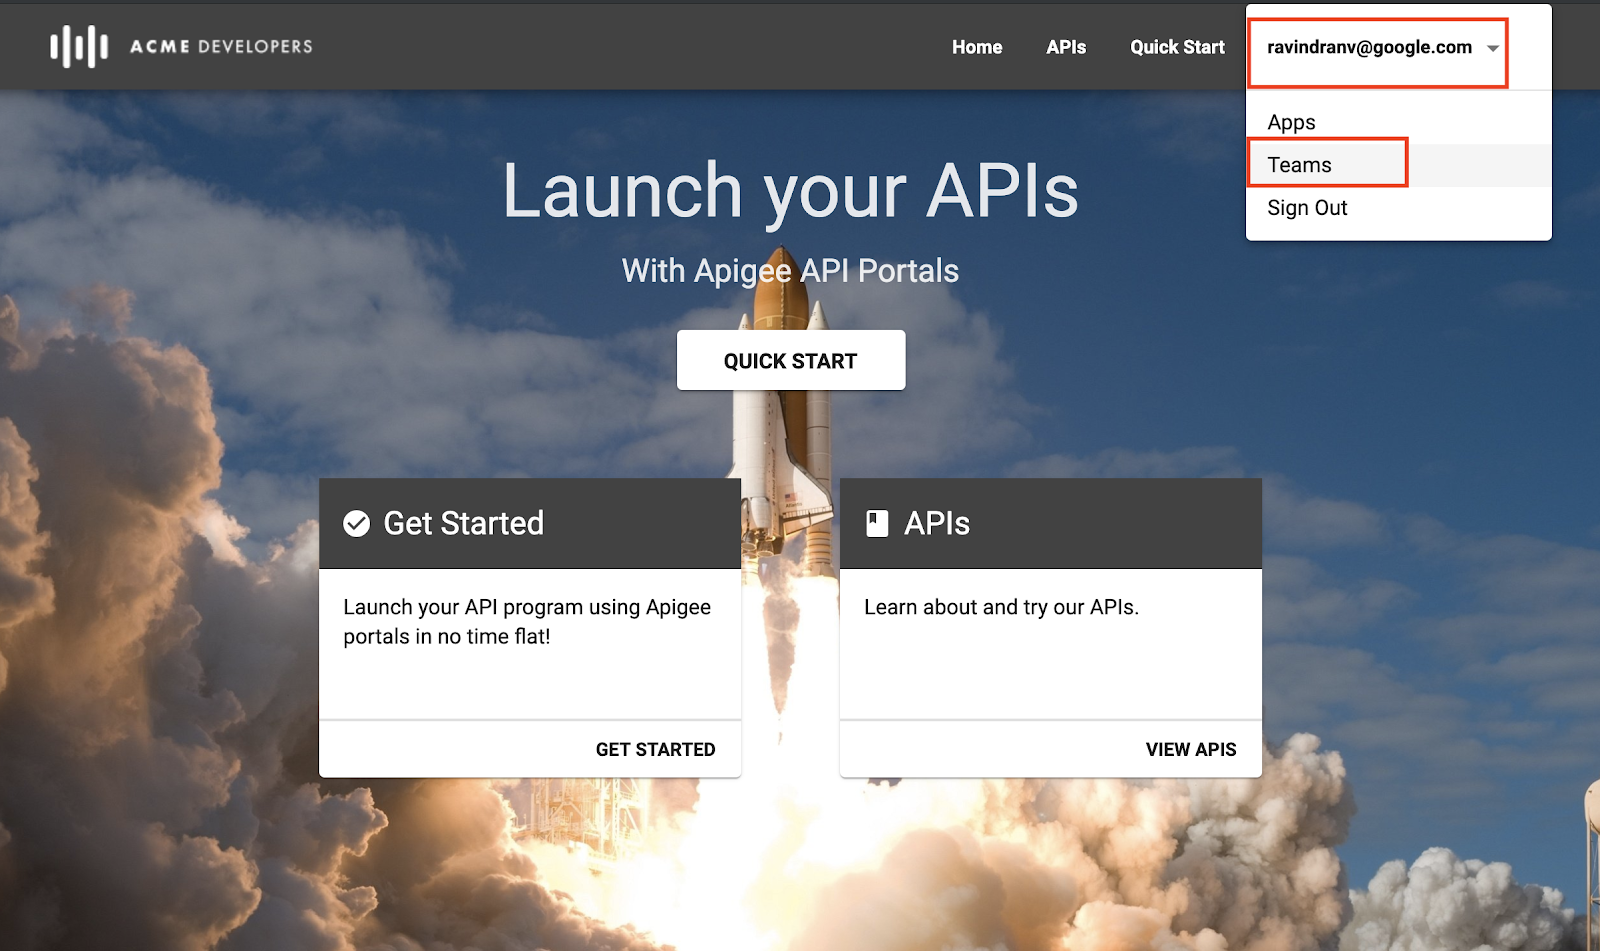 ACME DEVELOPERS
Home
APIs
Quick Start
ravindranv@google.com
Apps
Teams
Sign Out
Launch your APIs
With Apigee API Portals
QUICK START
Get Started
Launch your API program using Apigee
portals in no time flat!
GET STARTED
APIs
Learn about and try our APIs.
VIEW APIS